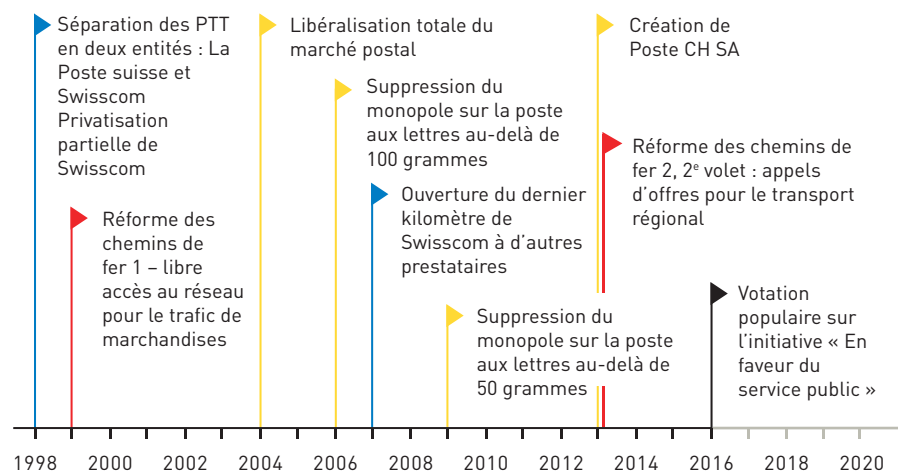 Séparation des PTT
en deux entités : La
Poste suisse et
Swisscom
Privatisation
partielle de
Swisscom
Réforme des
chemins de
fer 1 – libre
accès au réseau
pour le trafic de
marchandises
Libéralisation totale du
marché postal
Suppression du
monopole sur la poste
aux lettres au-delà de
100 grammes
Ouverture du dernier
kilomètre de
Swisscom à d’autres
prestataires
Suppression du
monopole sur la poste
aux lettres au-delà de
50 grammes
Création de
Poste CH SA
Réforme des chemins de
fer 2, 2e volet : appels
d’offres pour le transport
régional
Votation
populaire sur
l’initiative « En
faveur du
service public »
1998 2000 2002 2004 2006 2008 2010 2012 2014 2016 2018 2020